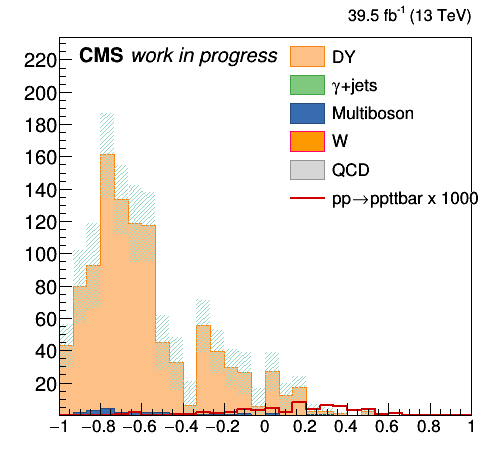 39.5 fb-1 (13 TeV)
CMS work in progress
DY
γ+jets
Multiboson
W
QCD
pp→ppttbar x 1000
220
200
180
160
140
120
100
80
60
40
20
−1 −0.8 −0.6 −0.4 −0.2 0 0.2 0.4 0.6 0.8 1